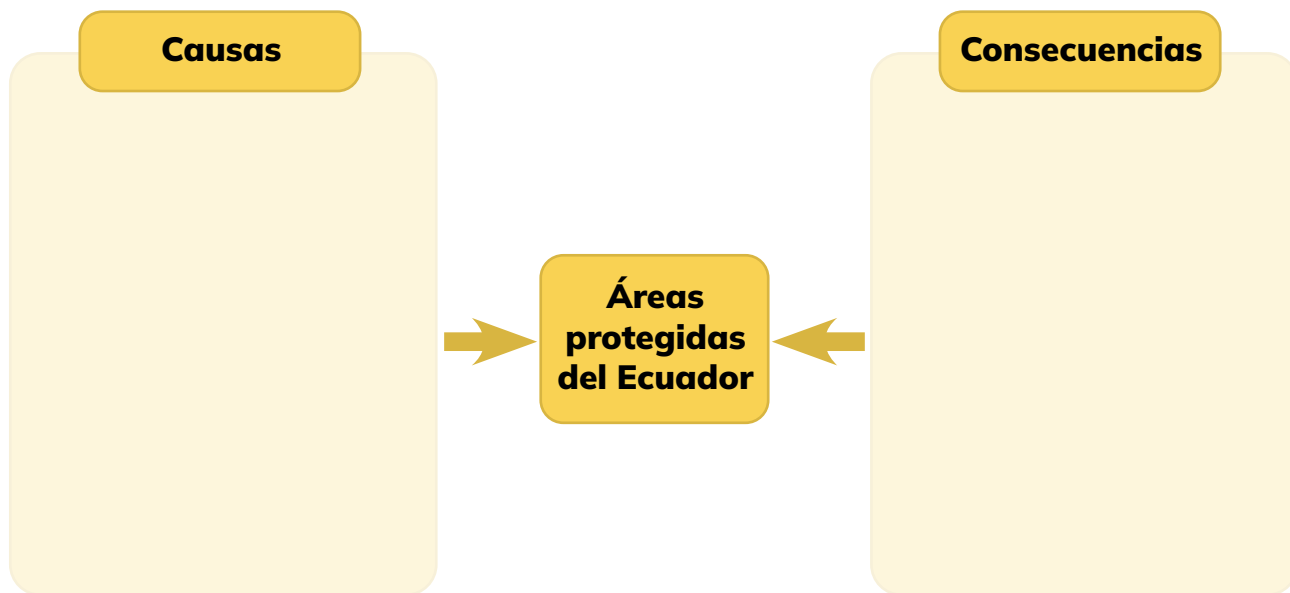 Causas
Consecuencias
Áreas
protegidas
del Ecuador